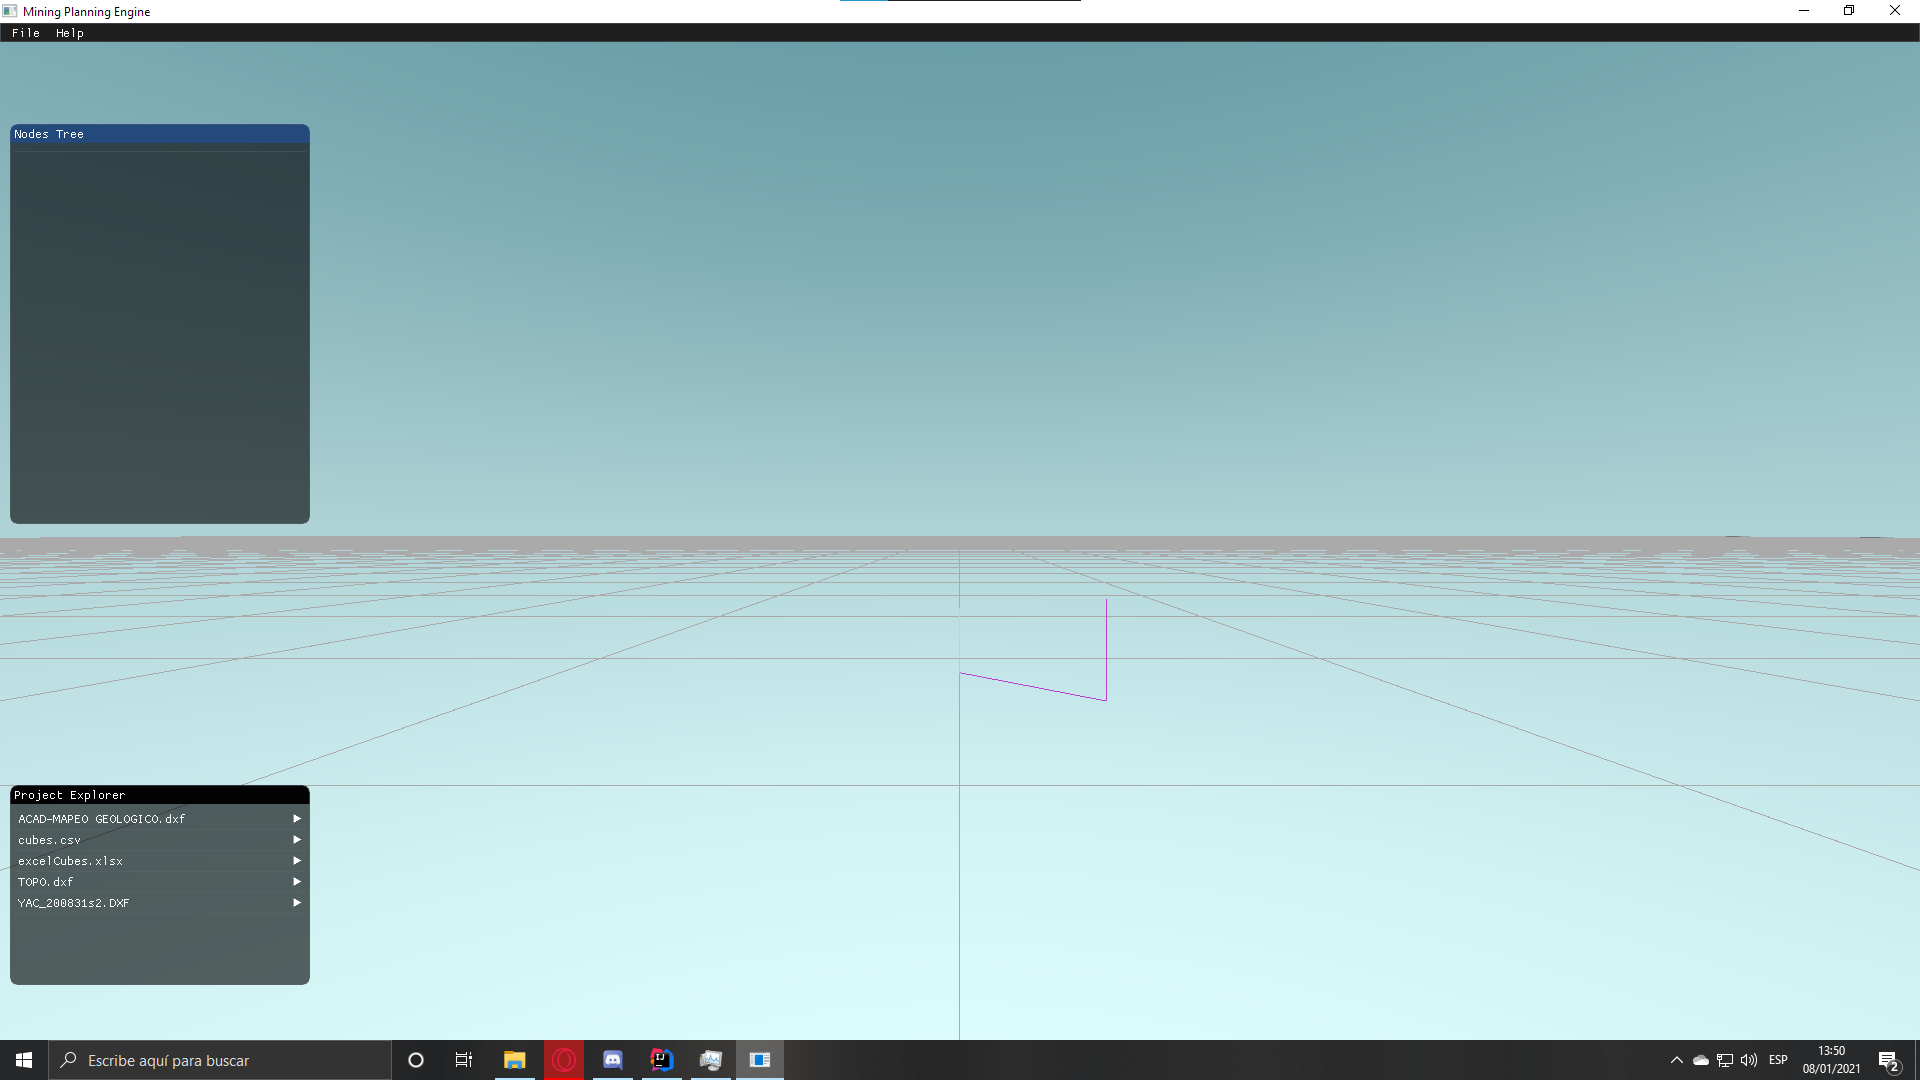 Mining Planning Engine
File Help
Nodes Tree
Project Explorer
ACAD-MAPEO GEOLOGICO.dxf
cubes.csv
excelCubes.xlsx
TOPO.dxf
YAC_200831s2.DXF
Escribe aquí para buscar
IJ
ESP
13:50
08/01/2021
2